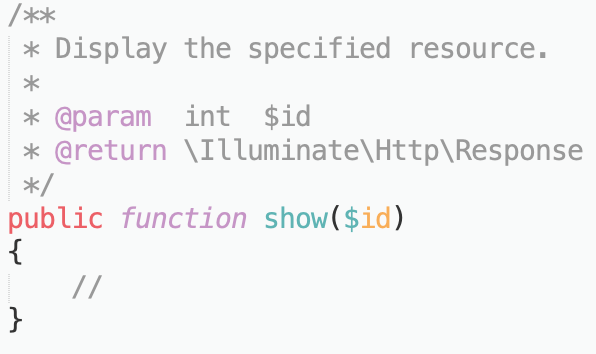 /**
 * Display the specified resource.
 *
 * @param  int  $id
 * @return \Illuminate\Http\Response
 */
public function show($id)
{
    //
}